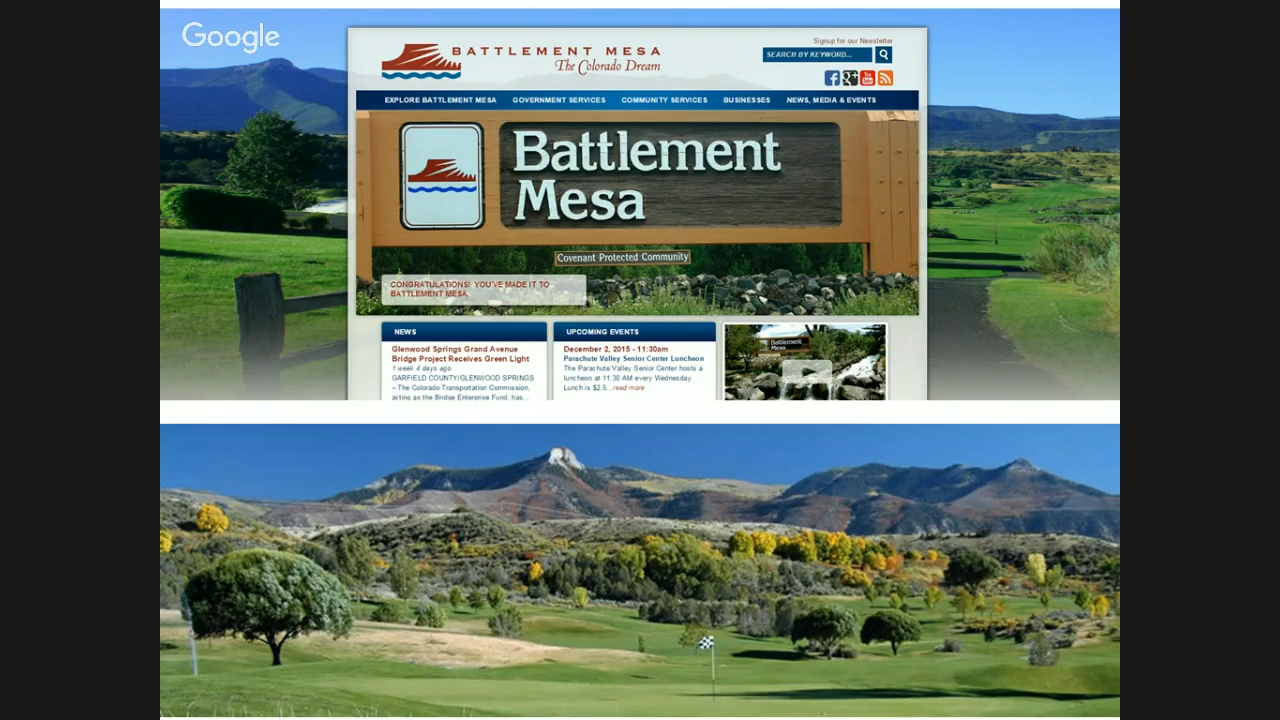 Google
BATTLEMENT MESA
The Colorado Dream
Signup for our Newsletter
SEARCH BY KEYWORD...
EXPLORE BATTLEMENT MESA GOVERNMENT SERVICES COMMUNITY SERVICES BUSINESSES NEWS, MEDIA & EVENTS
Battlement
Mesa
Covenant Protected Community
CONGRATULATIONS! YOU'VE MADE IT TO
BATTLEMENT MESA.
NEWS
Glenwood Springs Grand Avenue
Bridge Project Receives Green Light
1 week 4 days ago
GARFIELD COUNTY/GLENWOOD SPRINGS
– The Colorado Transportation Commission,
acting as the Bridge Enterprise Fund, has...
UPCOMING EVENTS
December 2, 2015 - 11:30am
Parachute Valley Senior Center Luncheon
The Parachute Valley Senior Center hosts a
luncheon at 11:30 AM every Wednesday
Lunch is $2.5...read more
Battlement
Mesa